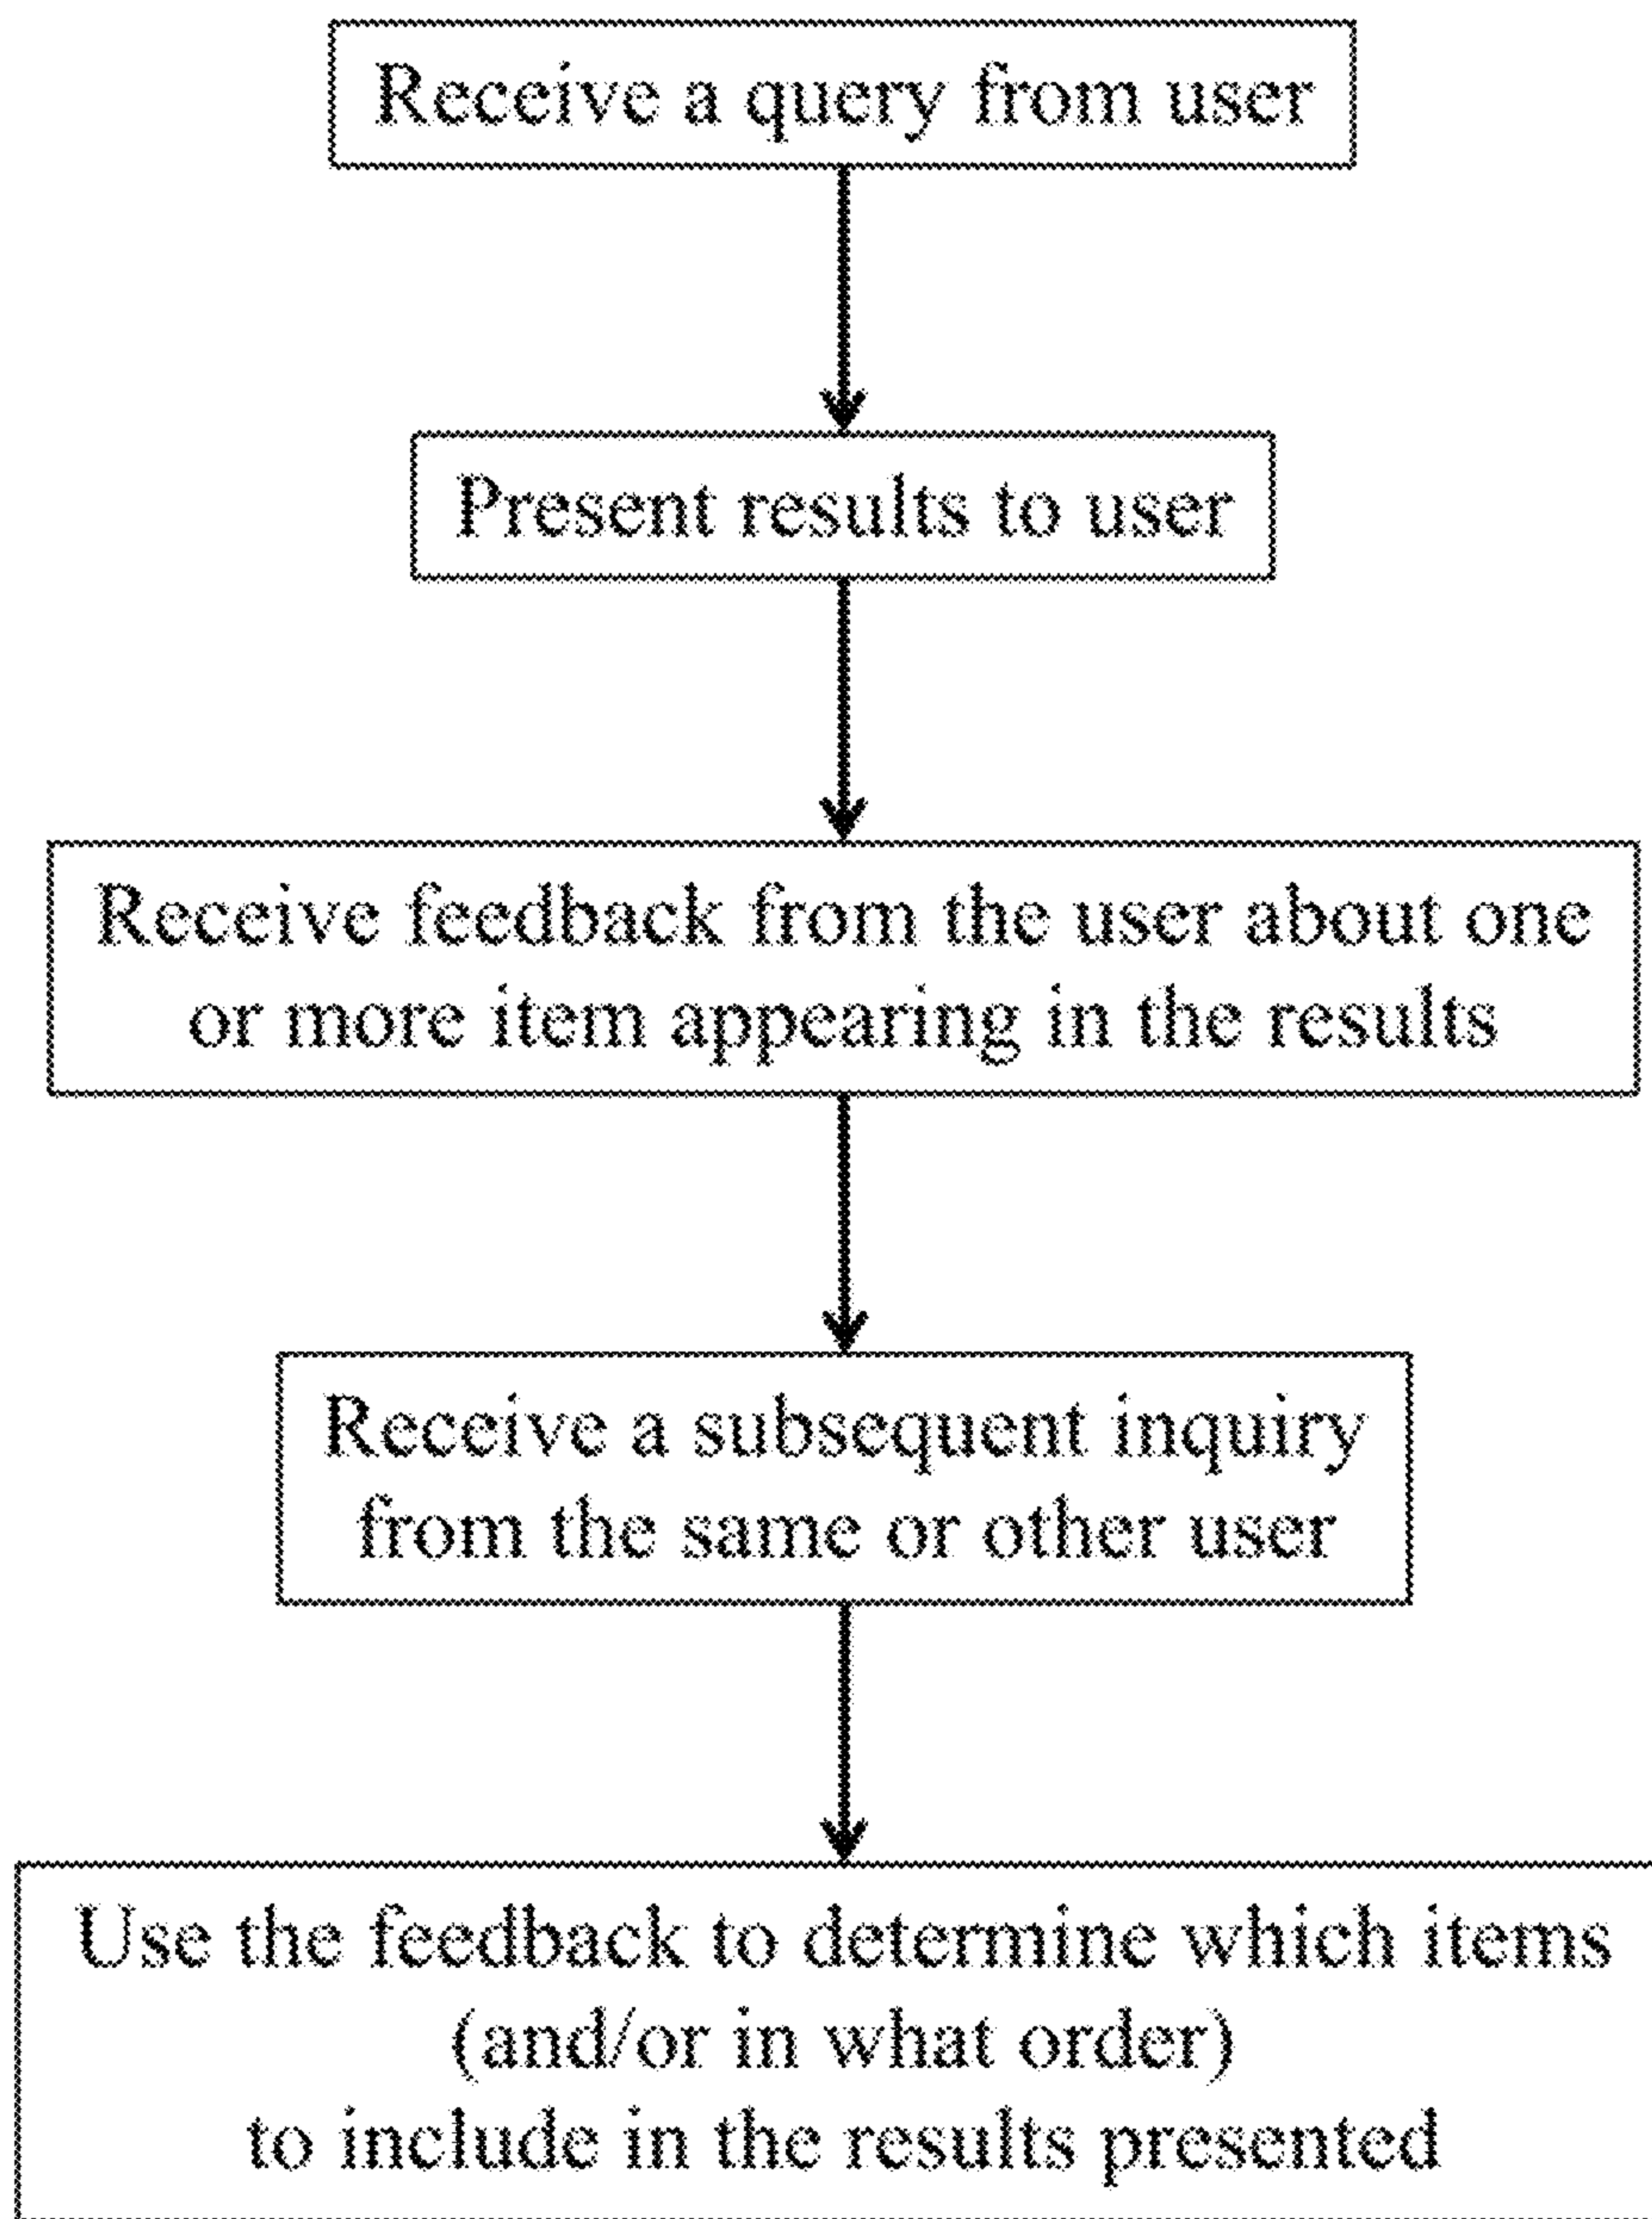 Receive a query from user
Present results to user
Receive feedback from the user about one
or more item appearing in the results
Receive a subsequent inquiry
from the same or other user
Use the feedback to determine which items
(and/or in what order)
to include in the results presented